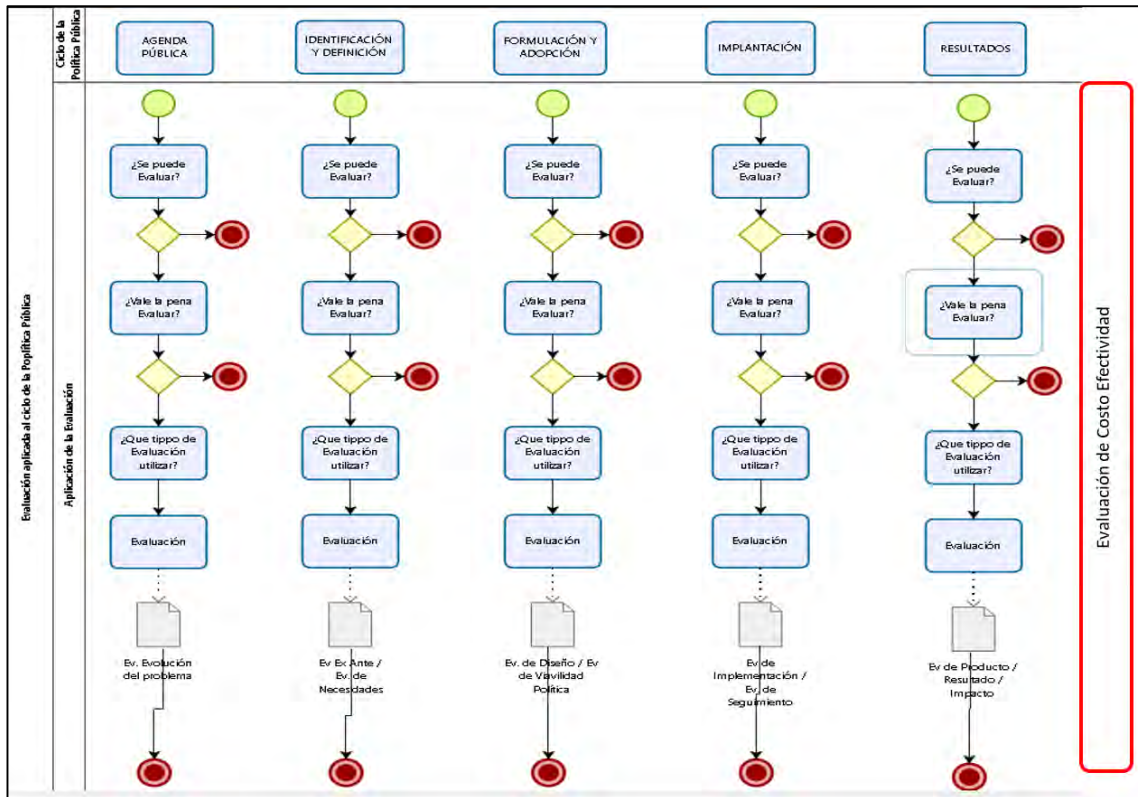 Evaluación aplicada al ciclo de la Poplítica Pública
Ciclo de la
Política Pública
AGENDA
PÚBLICA
IDENTIFICACIÓN
Y DEFINICIÓN
FORMULACIÓN Y
ADOPCIÓN
IMPLANTACIÓN
RESULTADOS
Aplicación de la Evaluación
¿Se puede
Evaluar?
¿Se puede
Evaluar?
¿Se puede
Evaluar?
¿Se puede
Evaluar?
¿Se puede
Evaluar?
¿Vale la pena
Evaluar?
¿Vale la pena
Evaluar?
¿Vale la pena
Evaluar?
¿Vale la pena
Evaluar?
¿Vale la pena
Evaluar?
¿Que tippo de
Evaluación
utilizar?
¿Que tippo de
Evaluación
utilizar?
¿Que tippo de
Evaluación
utilizar?
¿Que tippo de
Evaluación
utilizar?
¿Que tippo de
Evaluación
utilizar?
Evaluación
Evaluación
Evaluación
Evaluación
Evaluación
Ev. Evolución
del problema
Ev Ex Ante /
Ev. de
Necesidades
Ev. de Diseño / Ev
de Viavilidad
Política
Ev de
Implementación /
Ev. de
Seguimiento
Ev de Producto /
Resultado /
Impacto
Evaluación de Costo Efectividad